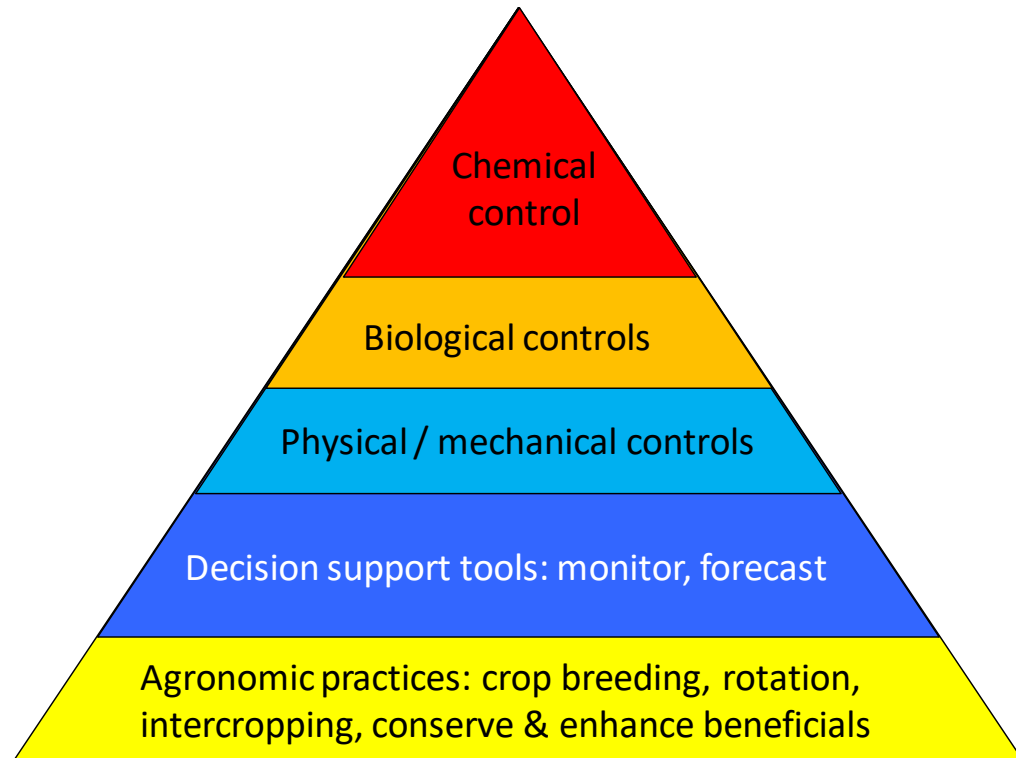 Chemical
control
Biological controls
Physical / mechanical controls
Decision support tools: monitor, forecast
Agronomic practices: crop breeding, rotation,
intercropping, conserve & enhance beneficials